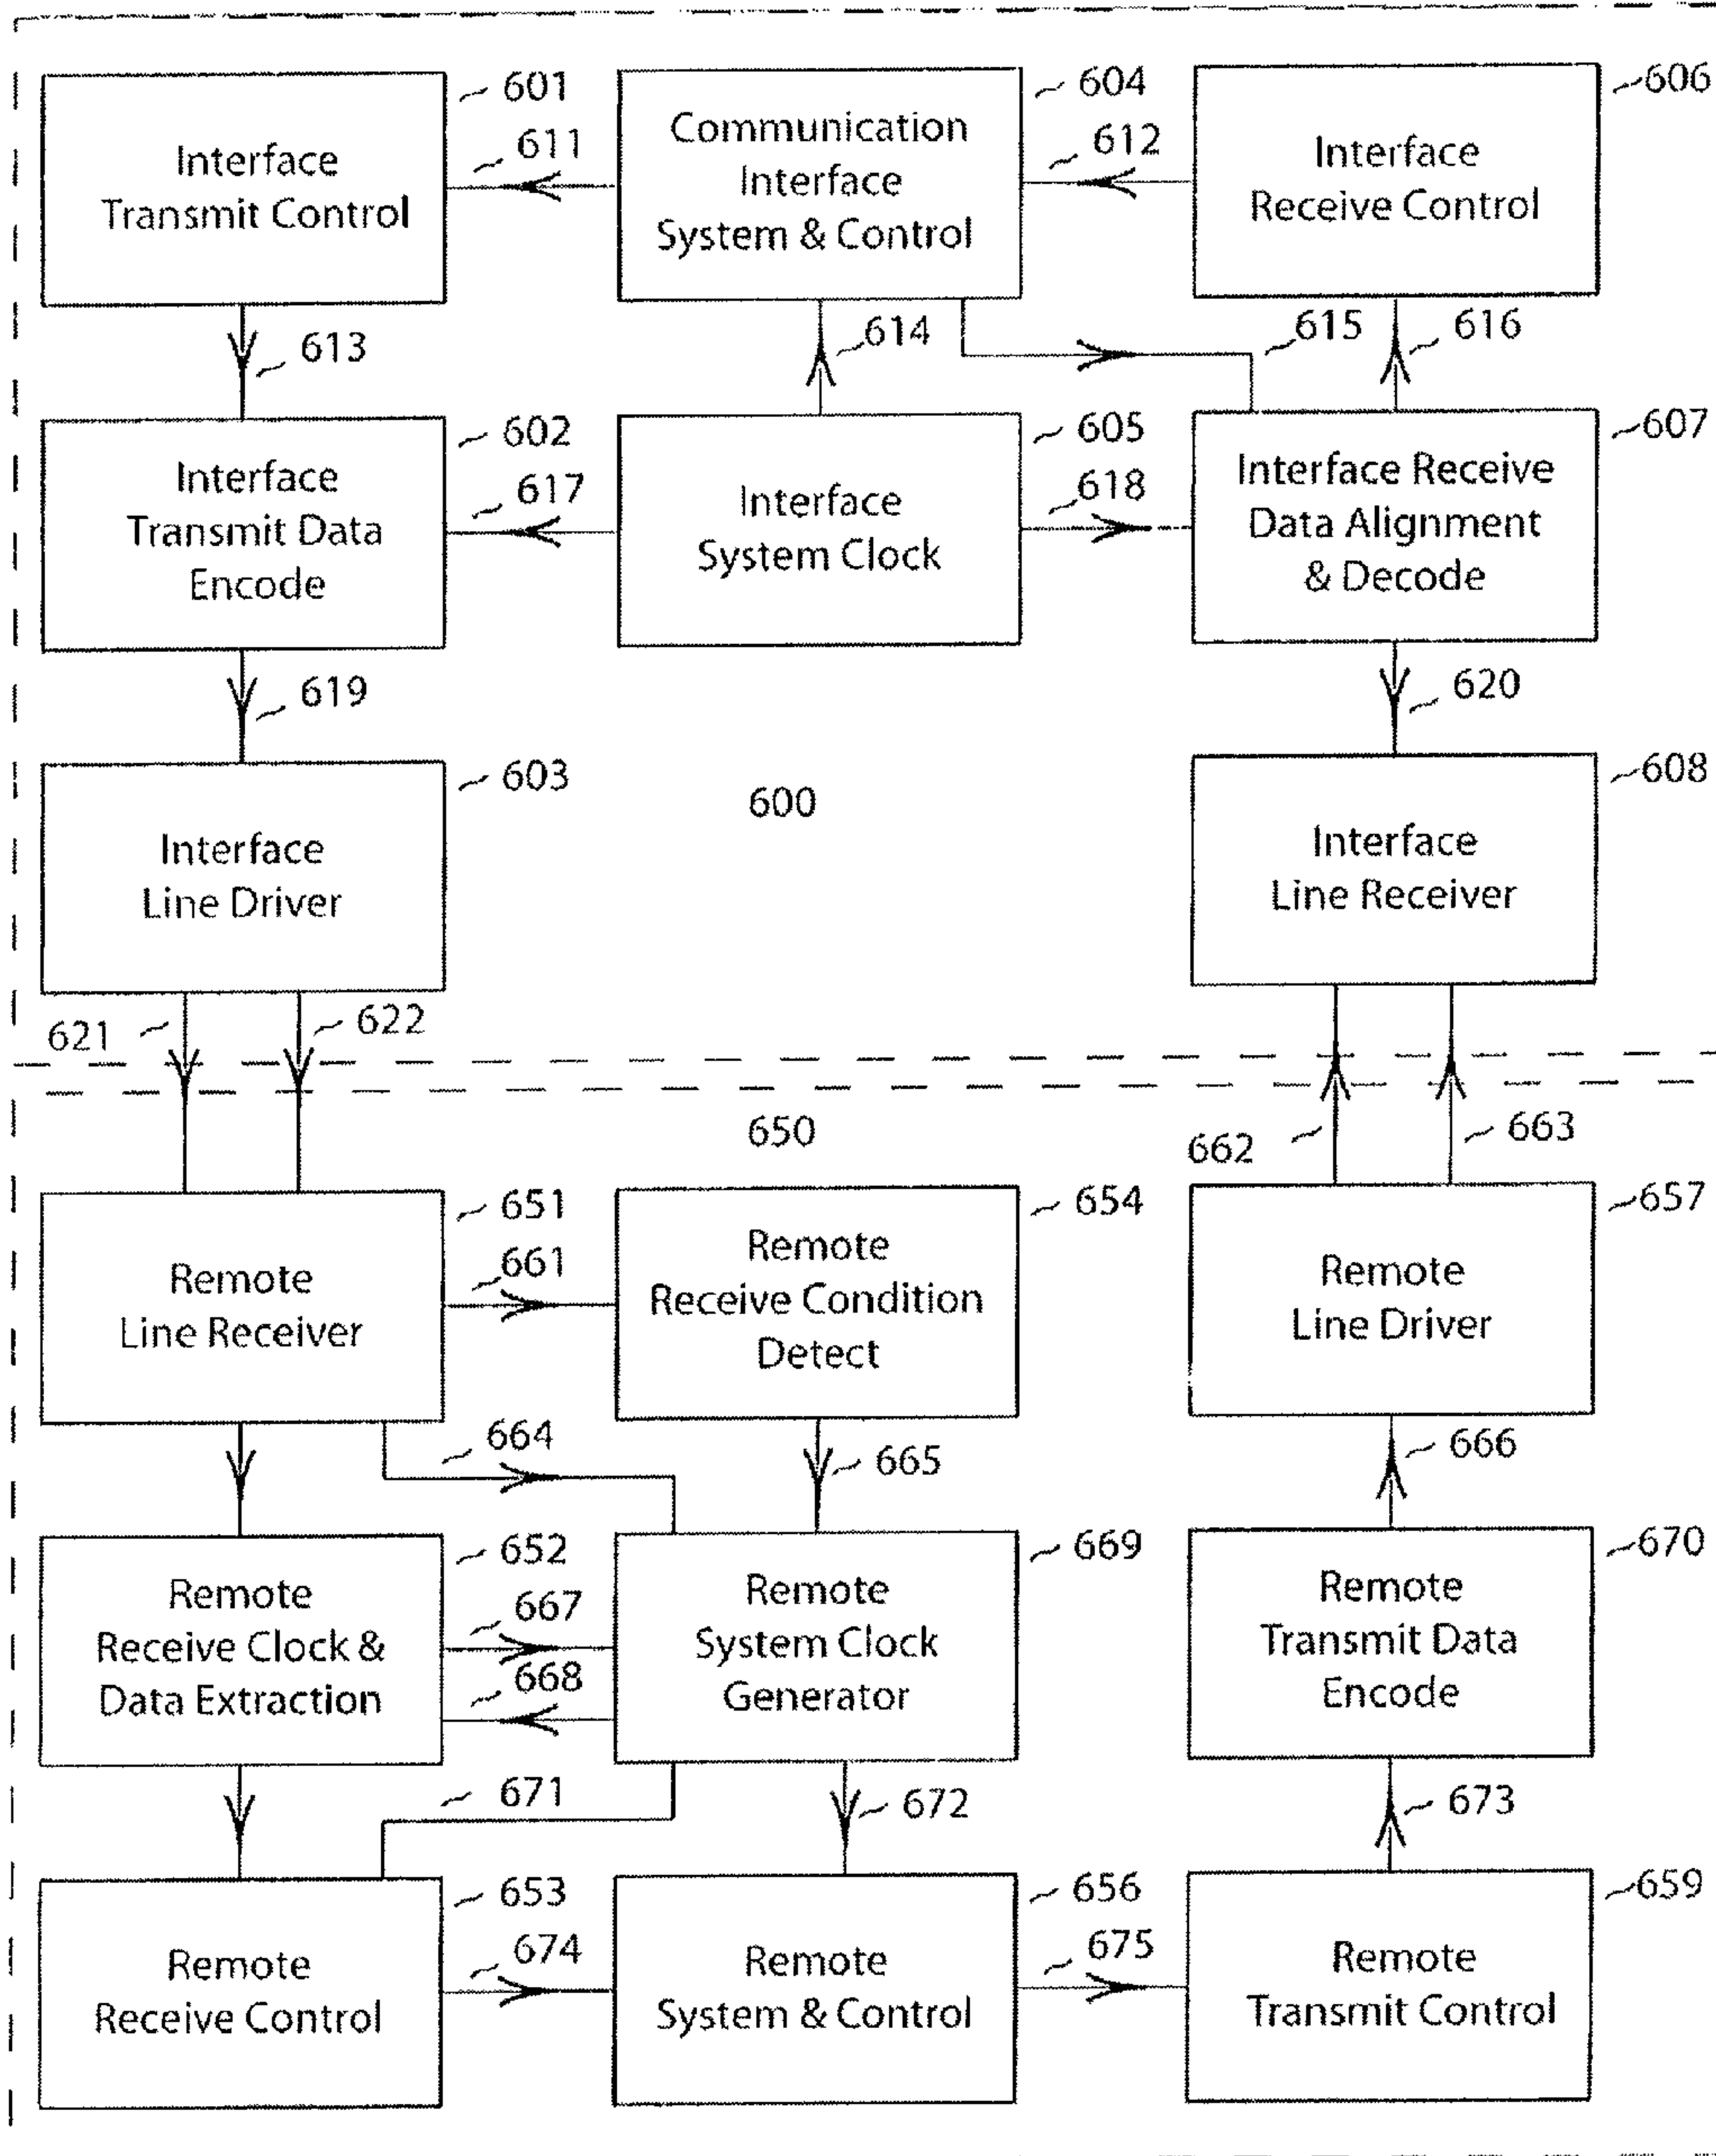 601
Interface
Transmit Control
611
604
Communication
Interface
System & Control
612
606
Interface
Receive Control
613
614
615
616
602
Interface
Transmit Data
Encode
617
605
Interface
System Clock
618
607
Interface Receive
Data Alignment
& Decode
619
620
603
Interface
Line Driver
600
608
Interface
Line Receiver
621
622
650
662
663
651
Remote
Line Receiver
661
654
Remote
Receive Condition
Detect
657
Remote
Line Driver
664
665
666
652
Remote
Receive Clock &
Data Extraction
667
668
669
Remote
System Clock
Generator
670
Remote
Transmit Data
Encode
671
672
673
653
Remote
Receive Control
674
656
Remote
System & Control
675
659
Remote
Transmit Control